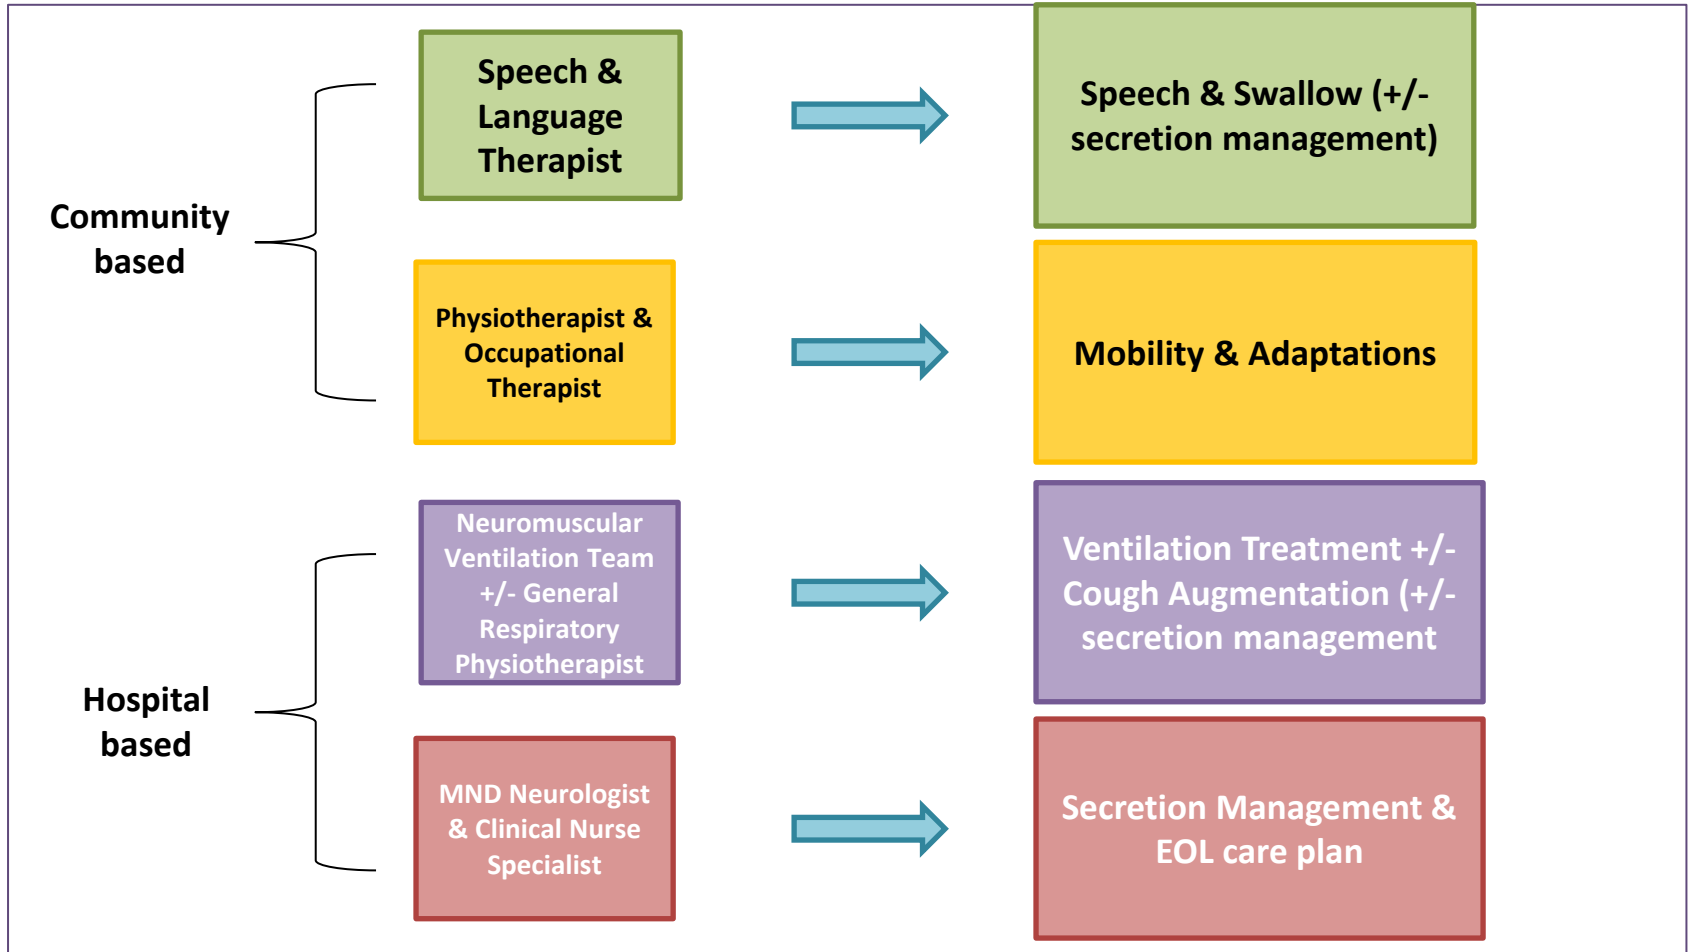 Community
based
Speech &
Language
Therapist
Speech & Swallow (+/-
secretion management)
Physiotherapist &
Occupational
Therapist
Mobility & Adaptations
Hospital
based
Neuromuscular
Ventilation Team
+/- General
Respiratory
Physiotherapist
Ventilation Treatment +/-
Cough Augmentation (+/-
secretion management
MND Neurologist
& Clinical Nurse
Specialist
Secretion Management &
EOL care plan